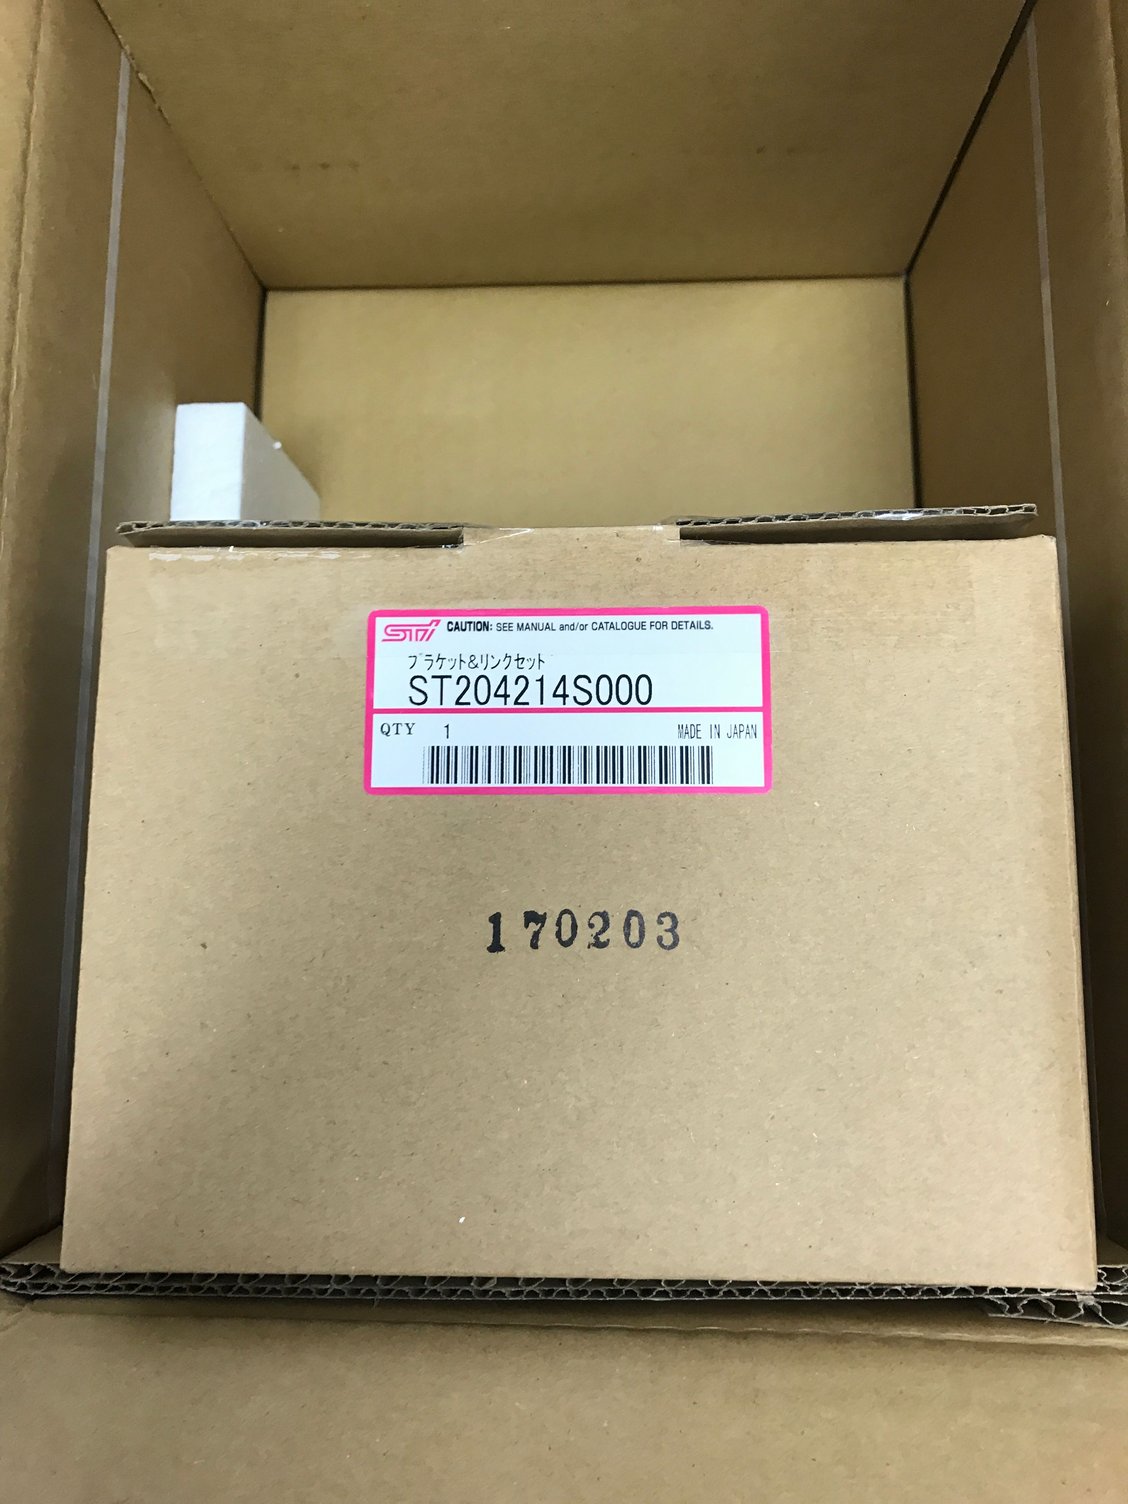 STI CAUTION: SEE MANUAL and/or CATALOGUE FOR DETAILS.
ブラケット&リンクセット
ST204214S000
QTY 1 MADE IN JAPAN
170203